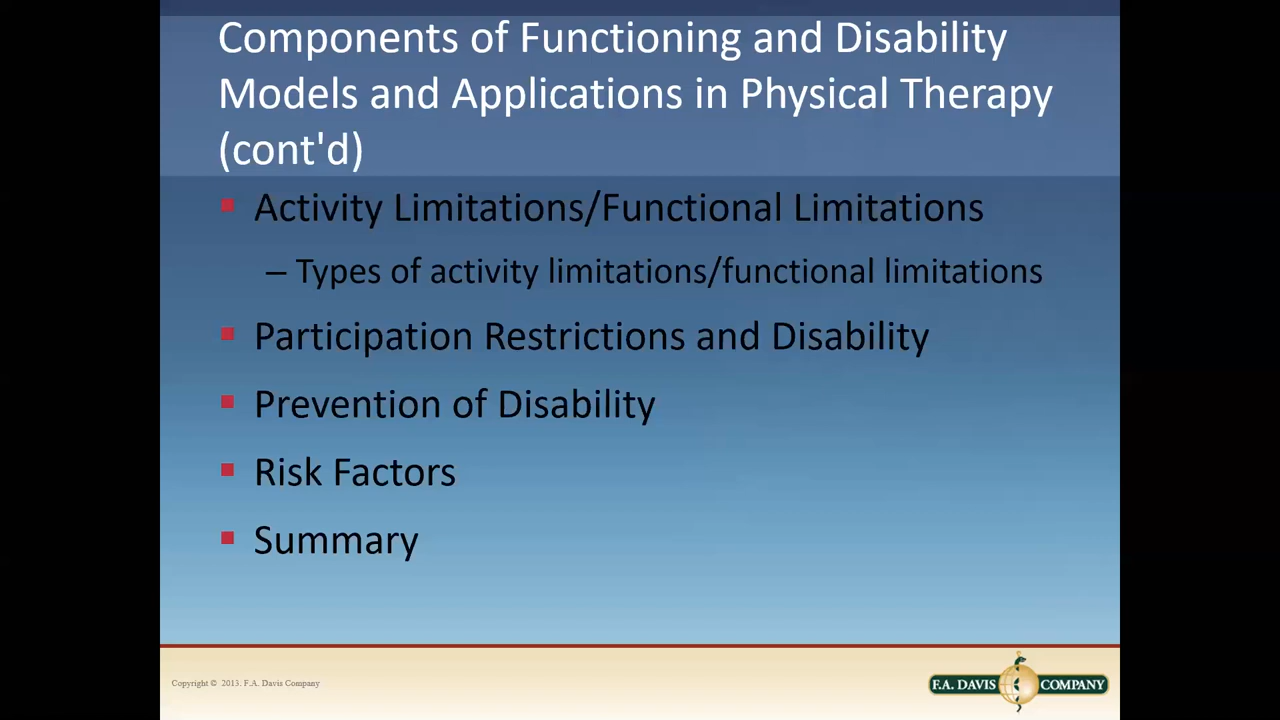 Components of Functioning and Disability
Models and Applications in Physical Therapy
(cont'd)
▪ Activity Limitations/Functional Limitations
– Types of activity limitations/functional limitations
▪ Participation Restrictions and Disability
▪ Prevention of Disability
▪ Risk Factors
▪ Summary
Copyright © 2013. F.A. Davis Company
F.A. DAVIS COMPANY